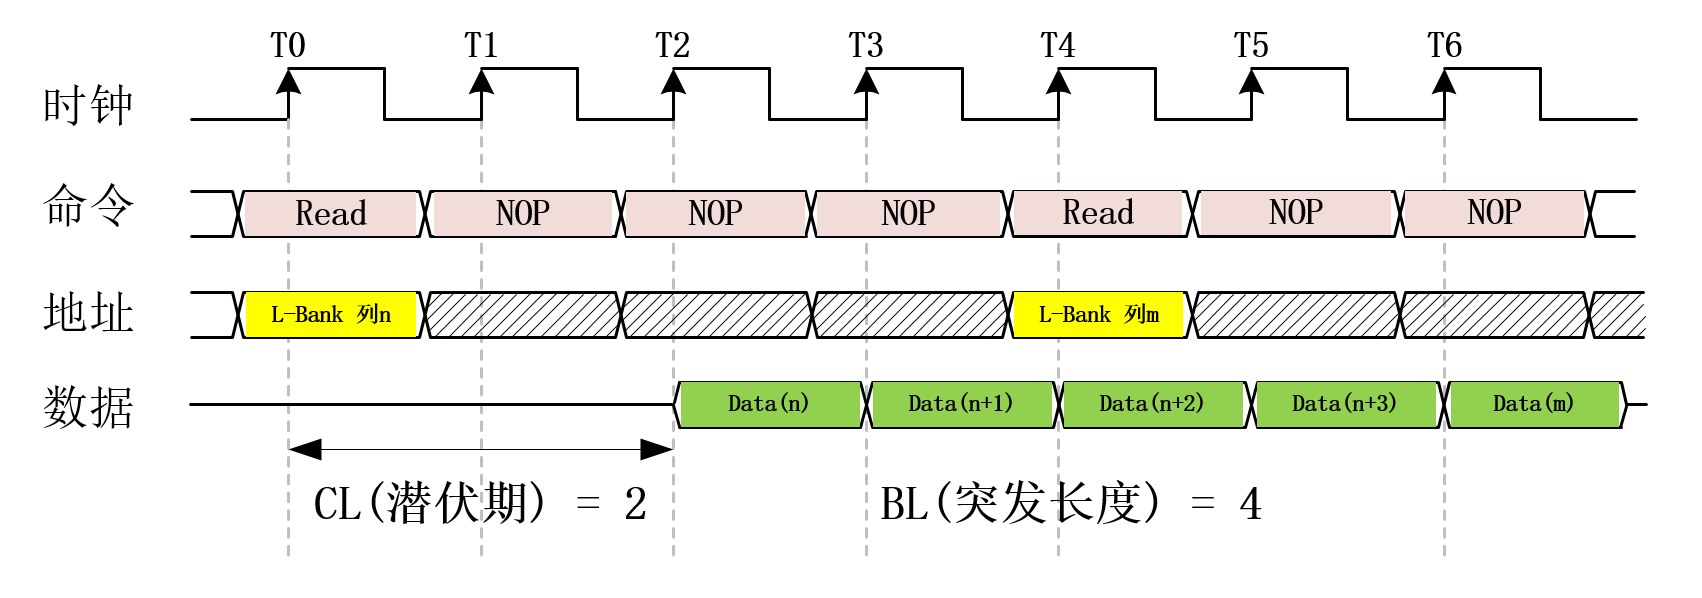 T0 T1 T2 T3 T4 T5 T6
时钟
命令 Read NOP NOP NOP Read NOP NOP
地址 L-Bank 列n L-Bank 列m
数据 Data(n) Data(n+1) Data(n+2) Data(n+3) Data(m)
CL(潜伏期) = 2 BL(突发长度) = 4